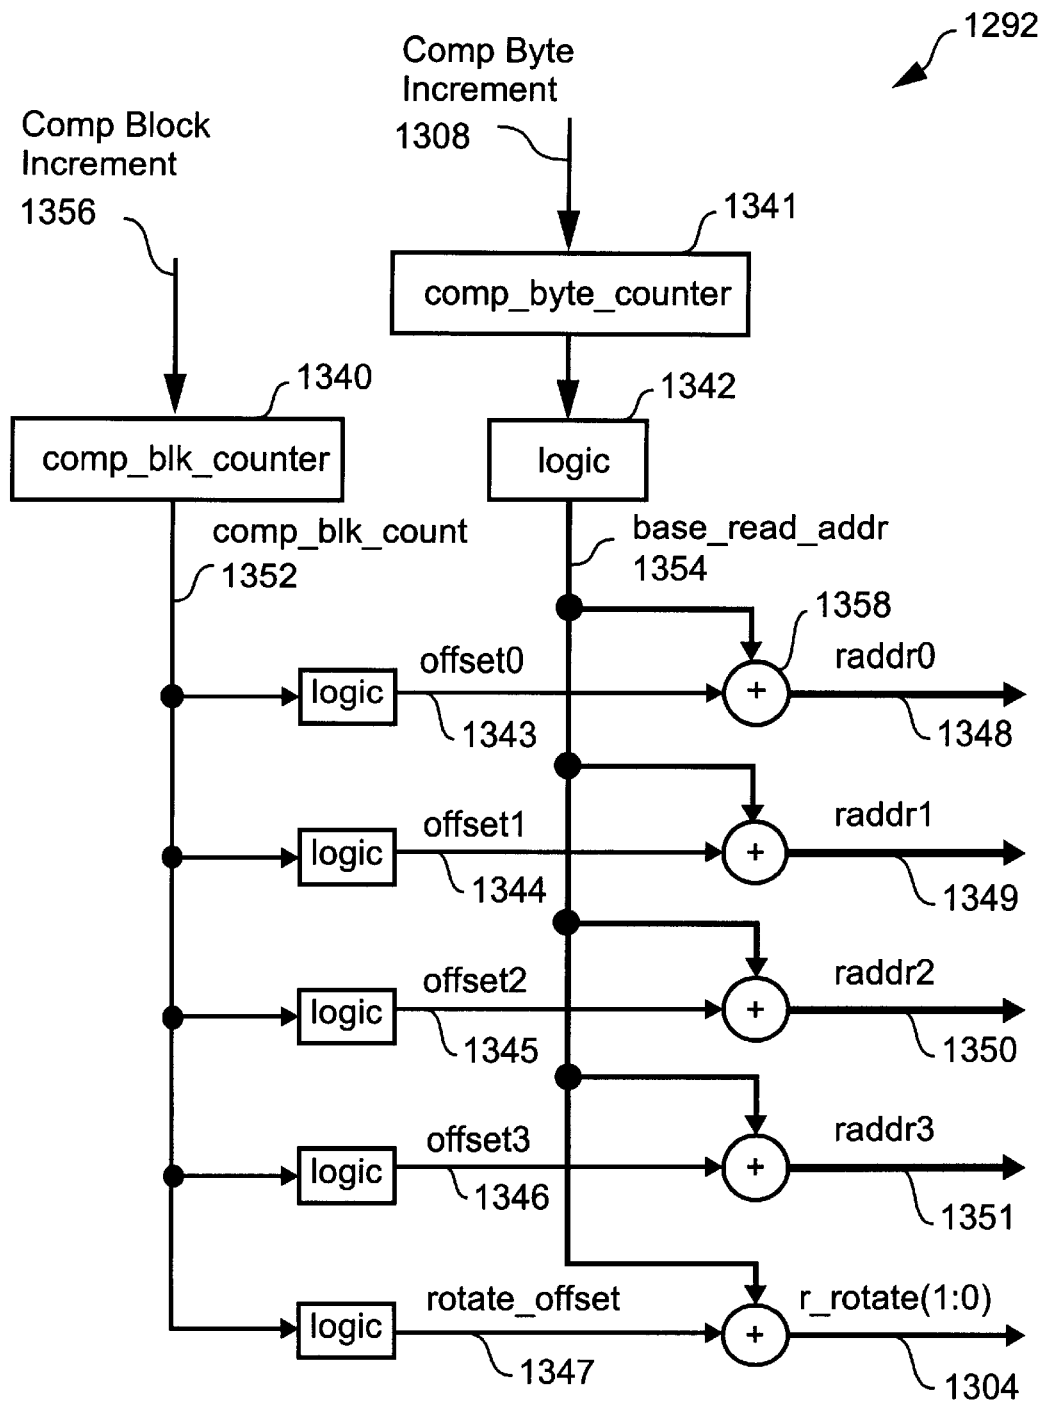 1292
Comp Byte
Increment
1308
Comp Block
Increment
1356
1341
comp_byte_counter
1340
1342
comp_blk_counter
logic
comp_blk_count
1352
base_read_addr
1354
1358
logic
offset0
1343
+
raddr0
1348
logic
offset1
1344
+
raddr1
1349
logic
offset2
1345
+
raddr2
1350
logic
offset3
1346
+
raddr3
1351
logic
rotate_offset
1347
+
r_rotate(1:0)
1304